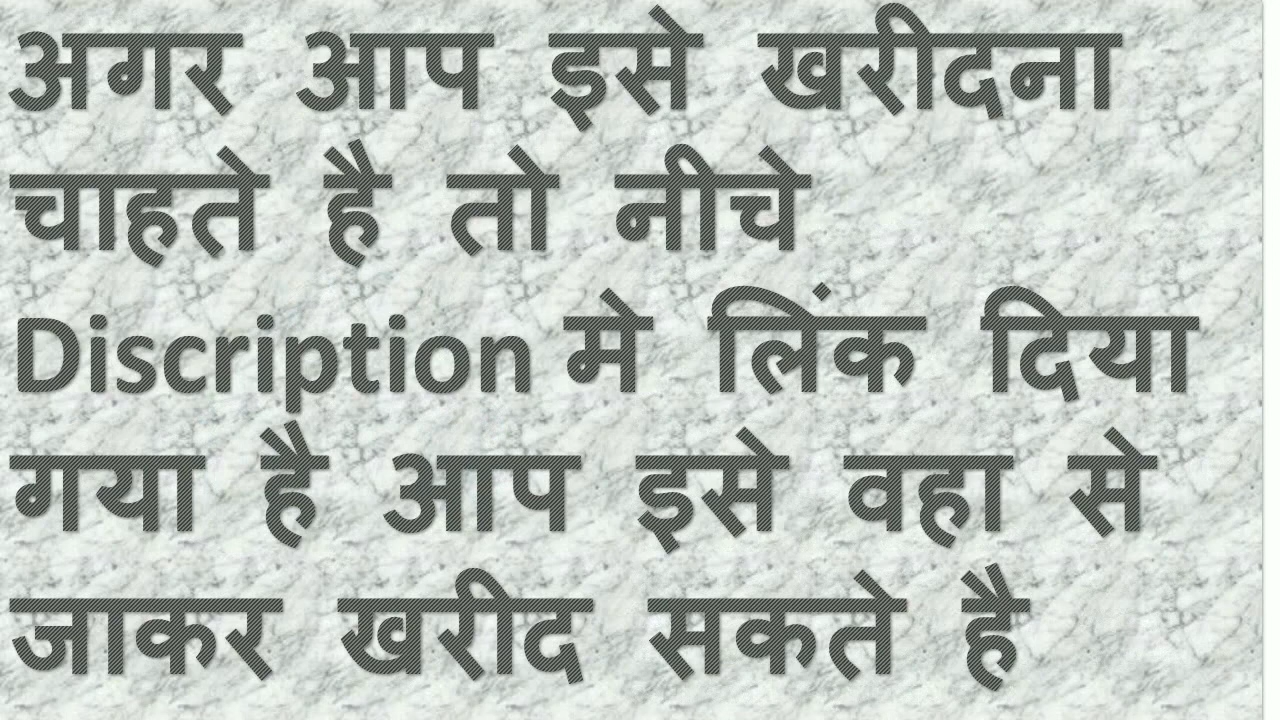 अगर आप इसे खरीदना
चाहते है तो नीचे
Discription मे लिंक दिया
गया है आप इसे वहा से
जाकर खरीद सकते है